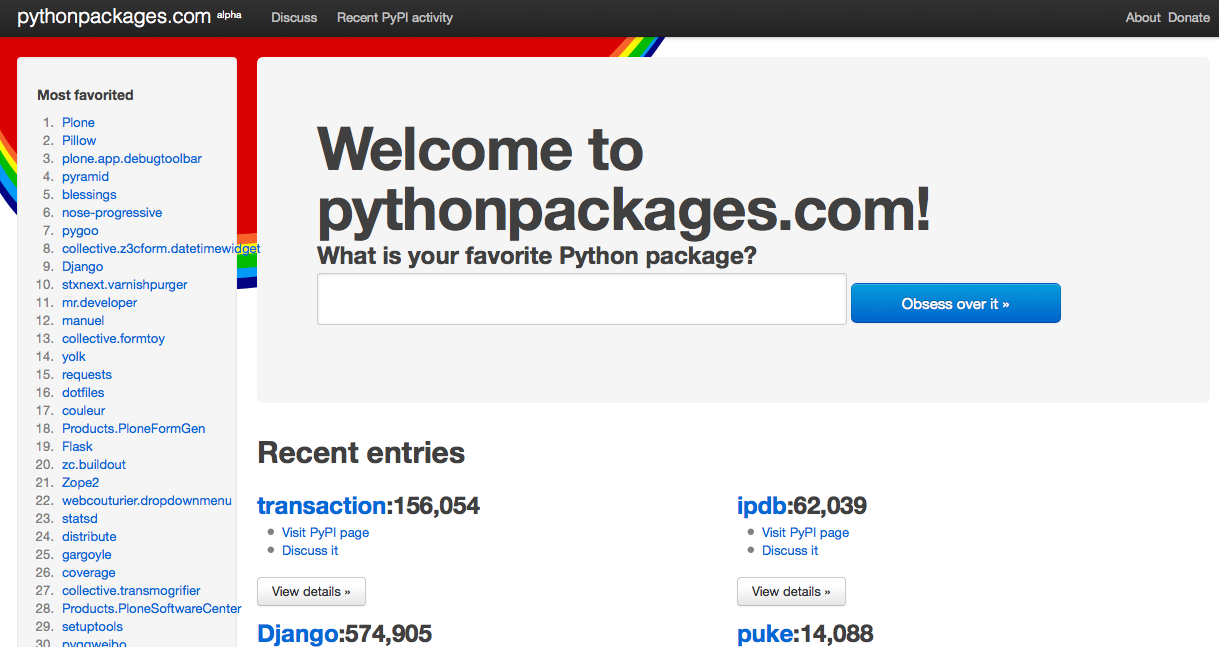 pythonpackages.com alpha
Discuss
Recent PyPI activity
About
Donate
Most favorited
1. Plone
2. Pillow
3. plone.app.debugtoolbar
4. pyramid
5. blessings
6. nose-progressive
7. pygoo
8. collective.z3cform.datetimewidget
9. Django
10. stxnext.varnishpurger
11. mr.developer
12. manuel
13. collective.formtoy
14. yolk
15. requests
16. dotfiles
17. couleur
18. Products.PloneFormGen
19. Flask
20. zc.buildout
21. Zope2
22. webcouturier.dropdownmenu
23. statsd
24. distribute
25. gargoyle
26. coverage
27. collective.transmogrifier
28. Products.PloneSoftwareCenter
29. setuptools
30.
Welcome to
pythonpackages.com!
What is your favorite Python package?
Obsess over it »
Recent entries
transaction:156,054
Visit PyPI page
Discuss it
View details »
ipdb:62,039
Visit PyPI page
Discuss it
View details »
Django:574,905
puke:14,088